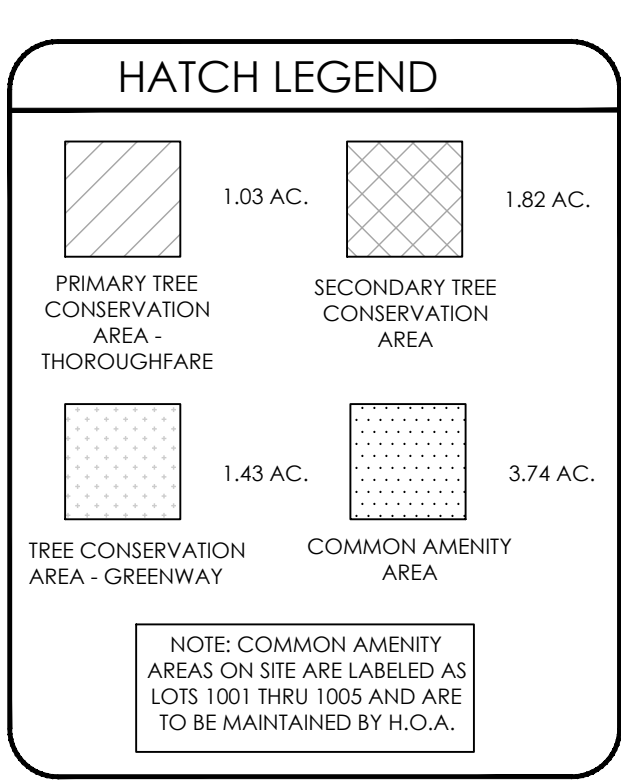 HATCH LEGEND
1.03 AC.
PRIMARY TREE
CONSERVATION
AREA -
THOROUGHFARE
1.82 AC.
SECONDARY TREE
CONSERVATION
AREA
1.43 AC.
TREE CONSERVATION
AREA - GREENWAY
3.74 AC.
COMMON AMENITY
AREA
NOTE: COMMON AMENITY
AREAS ON SITE ARE LABELED AS
LOTS 1001 THRU 1005 AND ARE
TO BE MAINTAINED BY H.O.A.